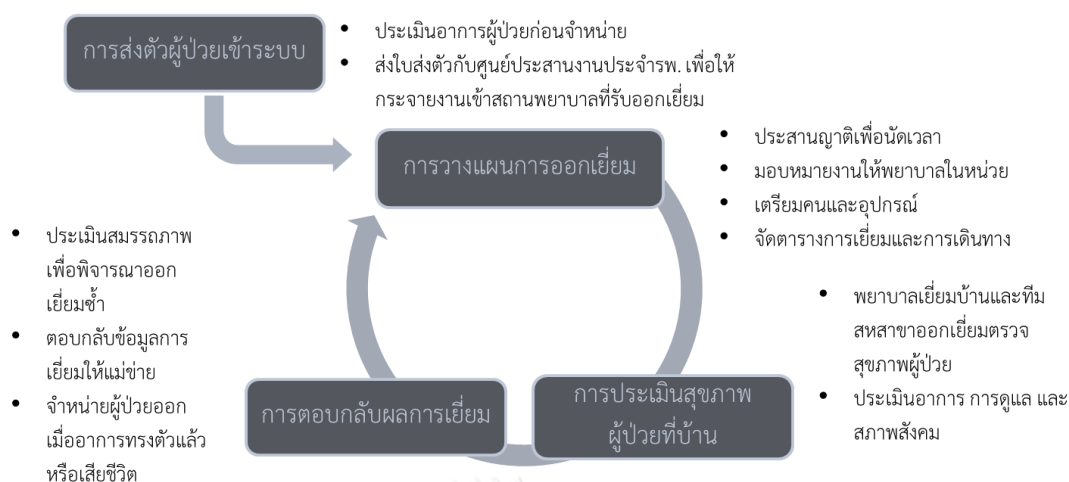 การส่งตัวผู้ป่วยเข้าระบบ
• ประเมินอาการผู้ป่วยก่อนจำหน่าย
• ส่งใบส่งตัวกับศูนย์ประสานงานประจำรพ. เพื่อให้
กระจายงานเข้าสถานพยาบาลที่รับออกเยี่ยม
การวางแผนการออกเยี่ยม
• ประสานญาติเพื่อนัดเวลา
• มอบหมายงานให้พยาบาลในหน่วย
• เตรียมคนและอุปกรณ์
• จัดตารางการเยี่ยมและการเดินทาง
การประเมินสุขภาพ
ผู้ป่วยที่บ้าน
• พยาบาลเยี่ยมบ้านและทีม
สหสาขาออกเยี่ยมตรวจ
สุขภาพผู้ป่วย
• ประเมินอาการ การดูแล และ
สภาพสังคม
การตอบกลับผลการเยี่ยม
• ประเมินสมรรถภาพ
เพื่อพิจารณาออก
เยี่ยมซ้ำ
• ตอบกลับข้อมูลการ
เยี่ยมให้แม่ข่าย
• จำหน่ายผู้ป่วยออก
เมื่ออาการทรงตัวแล้ว
หรือเสียชีวิต